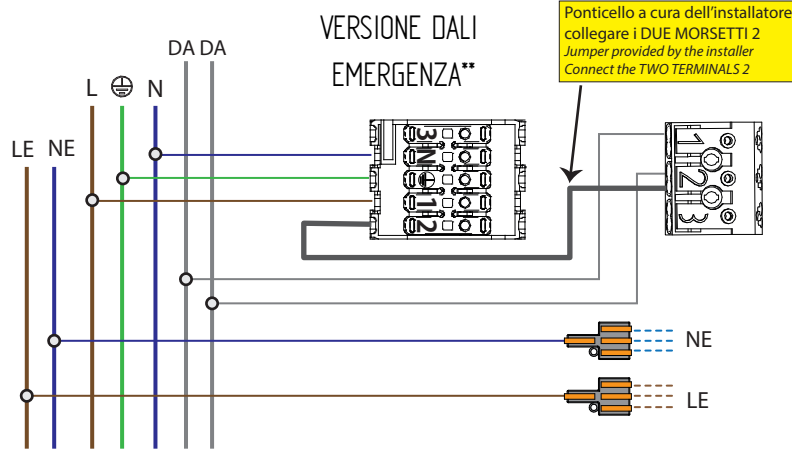 VERSIONE DALI
EMERGENZA**
Ponticello a cura dell'installatore
collegare i DUE MORSETTI 2
Jumper provided by the installer
Connect the TWO TERMINALS 2
DA DA
L N
LE NE
3
N
1
2
1
2
3
NE
LE